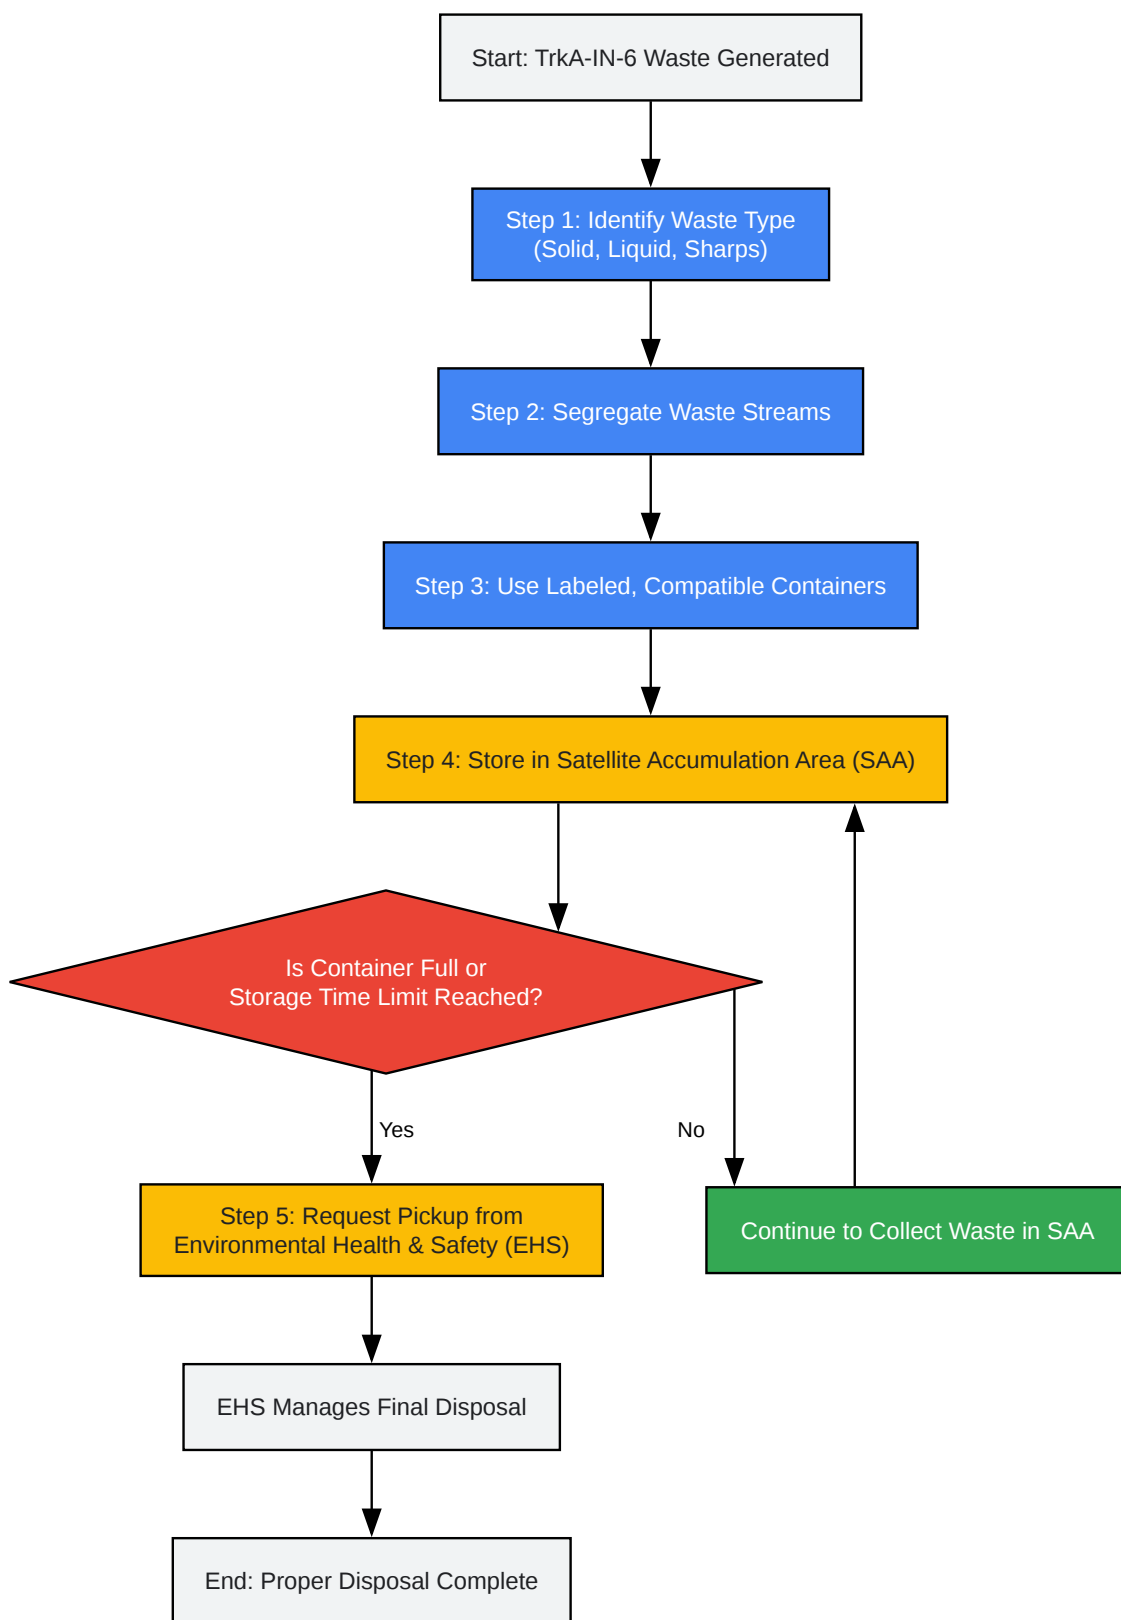 Start: TrkA-IN-6 Waste Generated
Step 1: Identify Waste Type
(Solid, Liquid, Sharps)
Step 2: Segregate Waste Streams
Step 3: Use Labeled, Compatible Containers
Step 4: Store in Satellite Accumulation Area (SAA)
Is Container Full or
Storage Time Limit Reached?
Yes
No
Step 5: Request Pickup from
Environmental Health & Safety (EHS)
Continue to Collect Waste in SAA
EHS Manages Final Disposal
End: Proper Disposal Complete